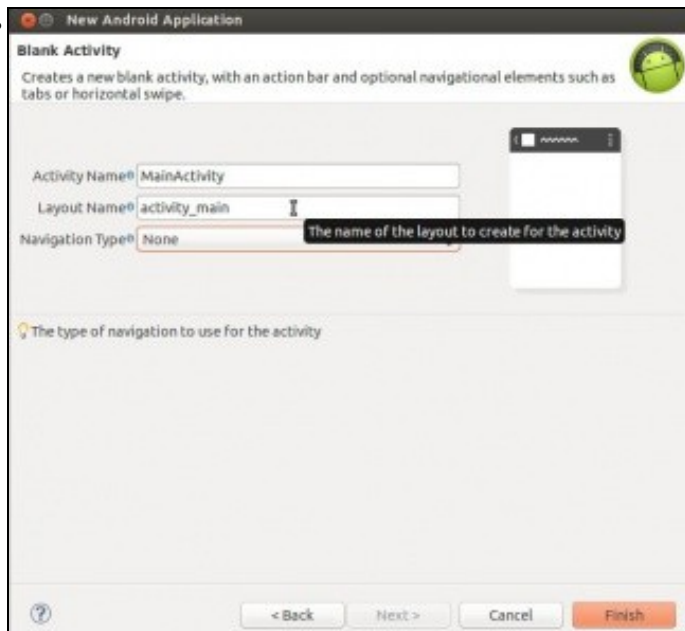 New Android Application
Blank Activity
Creates a new blank activity, with an action bar and optional navigational elements such as
tabs or horizontal swipe.
Activity Name MainActivity
Layout Name activity_main
The name of the layout to create for the activity
Navigation Type None
The type of navigation to use for the activity
< Back Next > Cancel Finish